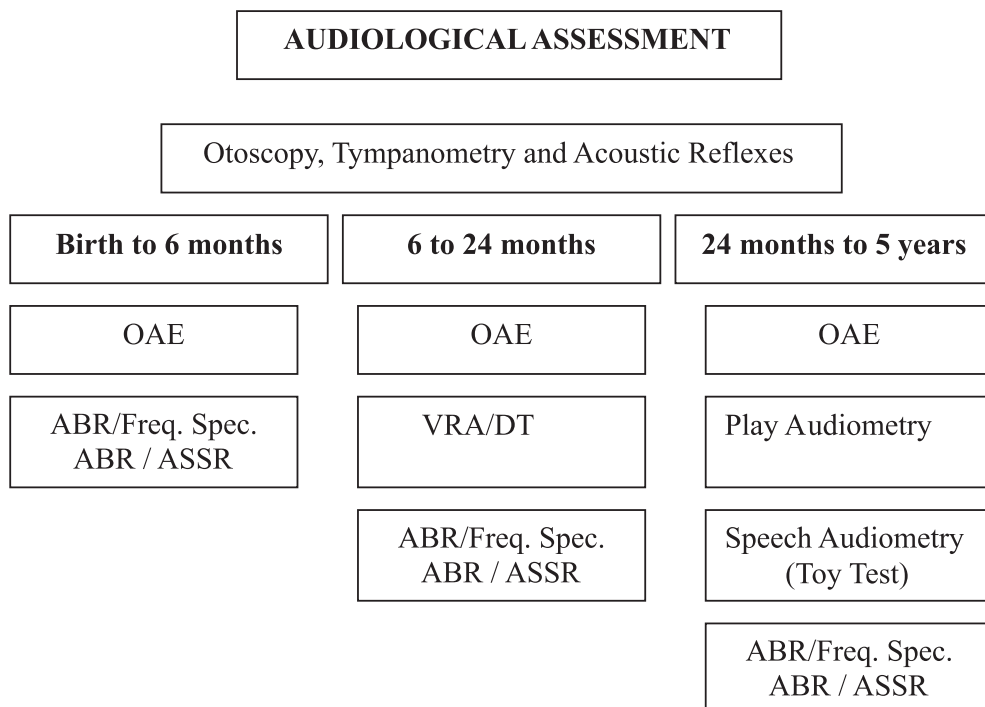 AUDIOLOGICAL ASSESSMENT
Otoscopy, Tympanometry and Acoustic Reflexes
Birth to 6 months
6 to 24 months
24 months to 5 years
OAE
OAE
OAE
ABR/Freq. Spec.
ABR / ASSR
VRA/DT
Play Audiometry
ABR/Freq. Spec.
ABR / ASSR
Speech Audiometry
(Toy Test)
ABR/Freq. Spec.
ABR / ASSR